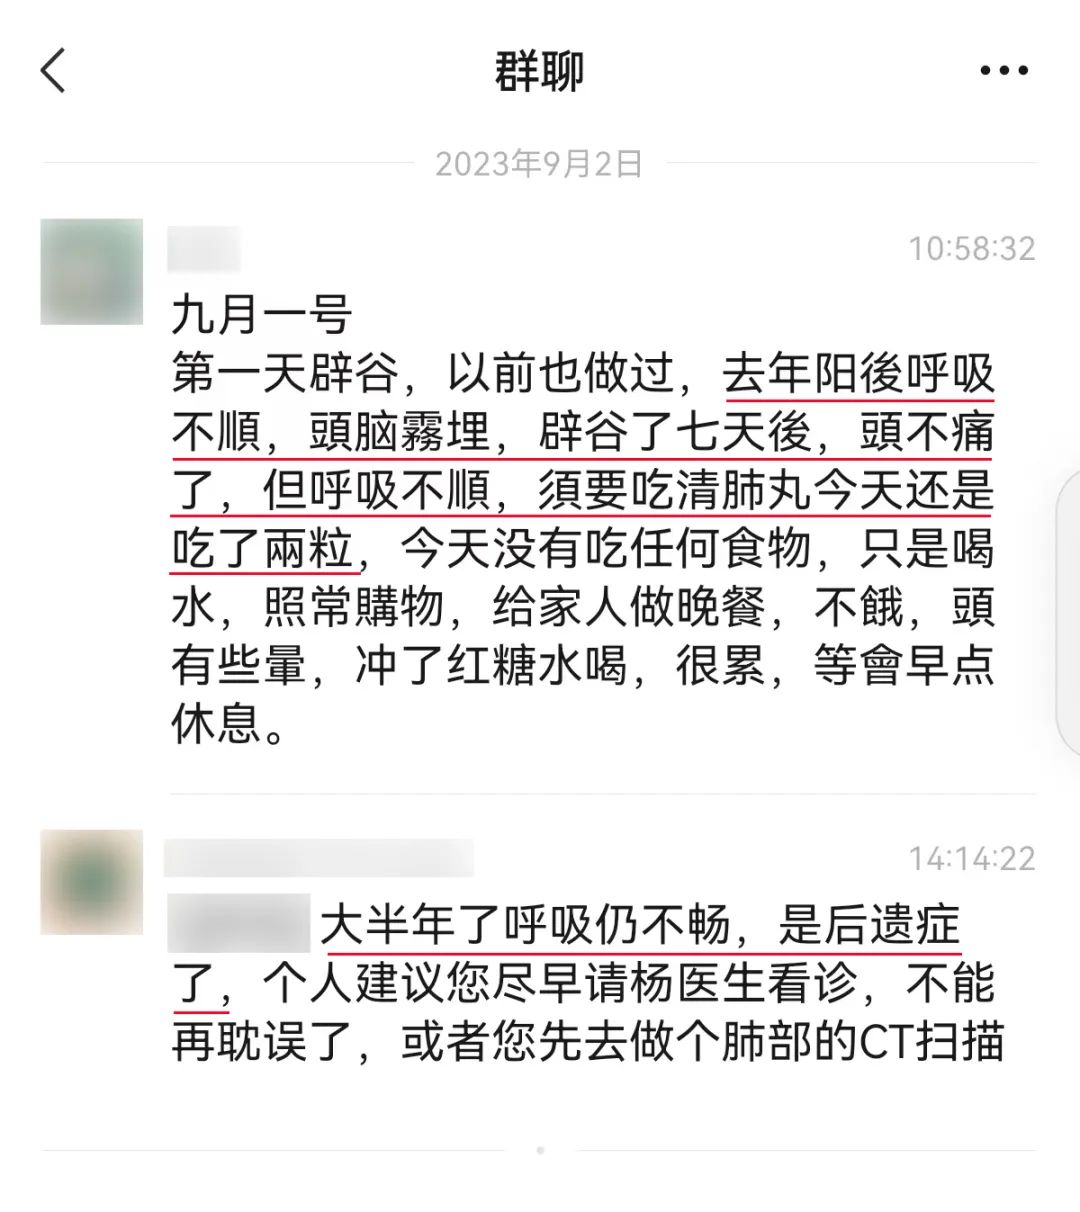 群聊
2023年9月2日
10:58:32
九月一号
第一天辟谷，以前也做过，去年阳後呼吸
不順，頭脑霧埋，辟谷了七天後，頭不痛
了，但呼吸不順，須要吃清肺丸今天还是
吃了兩粒，今天没有吃任何食物，只是喝
水，照常購物，给家人做晚餐，不餓，頭
有些暈，冲了红糖水喝，很累，等會早点
休息。
14:14:22
大半年了呼吸仍不畅，是后遗症
了，个人建议您尽早请杨医生看诊，不能
再耽误了，或者您先去做个肺部的CT扫描